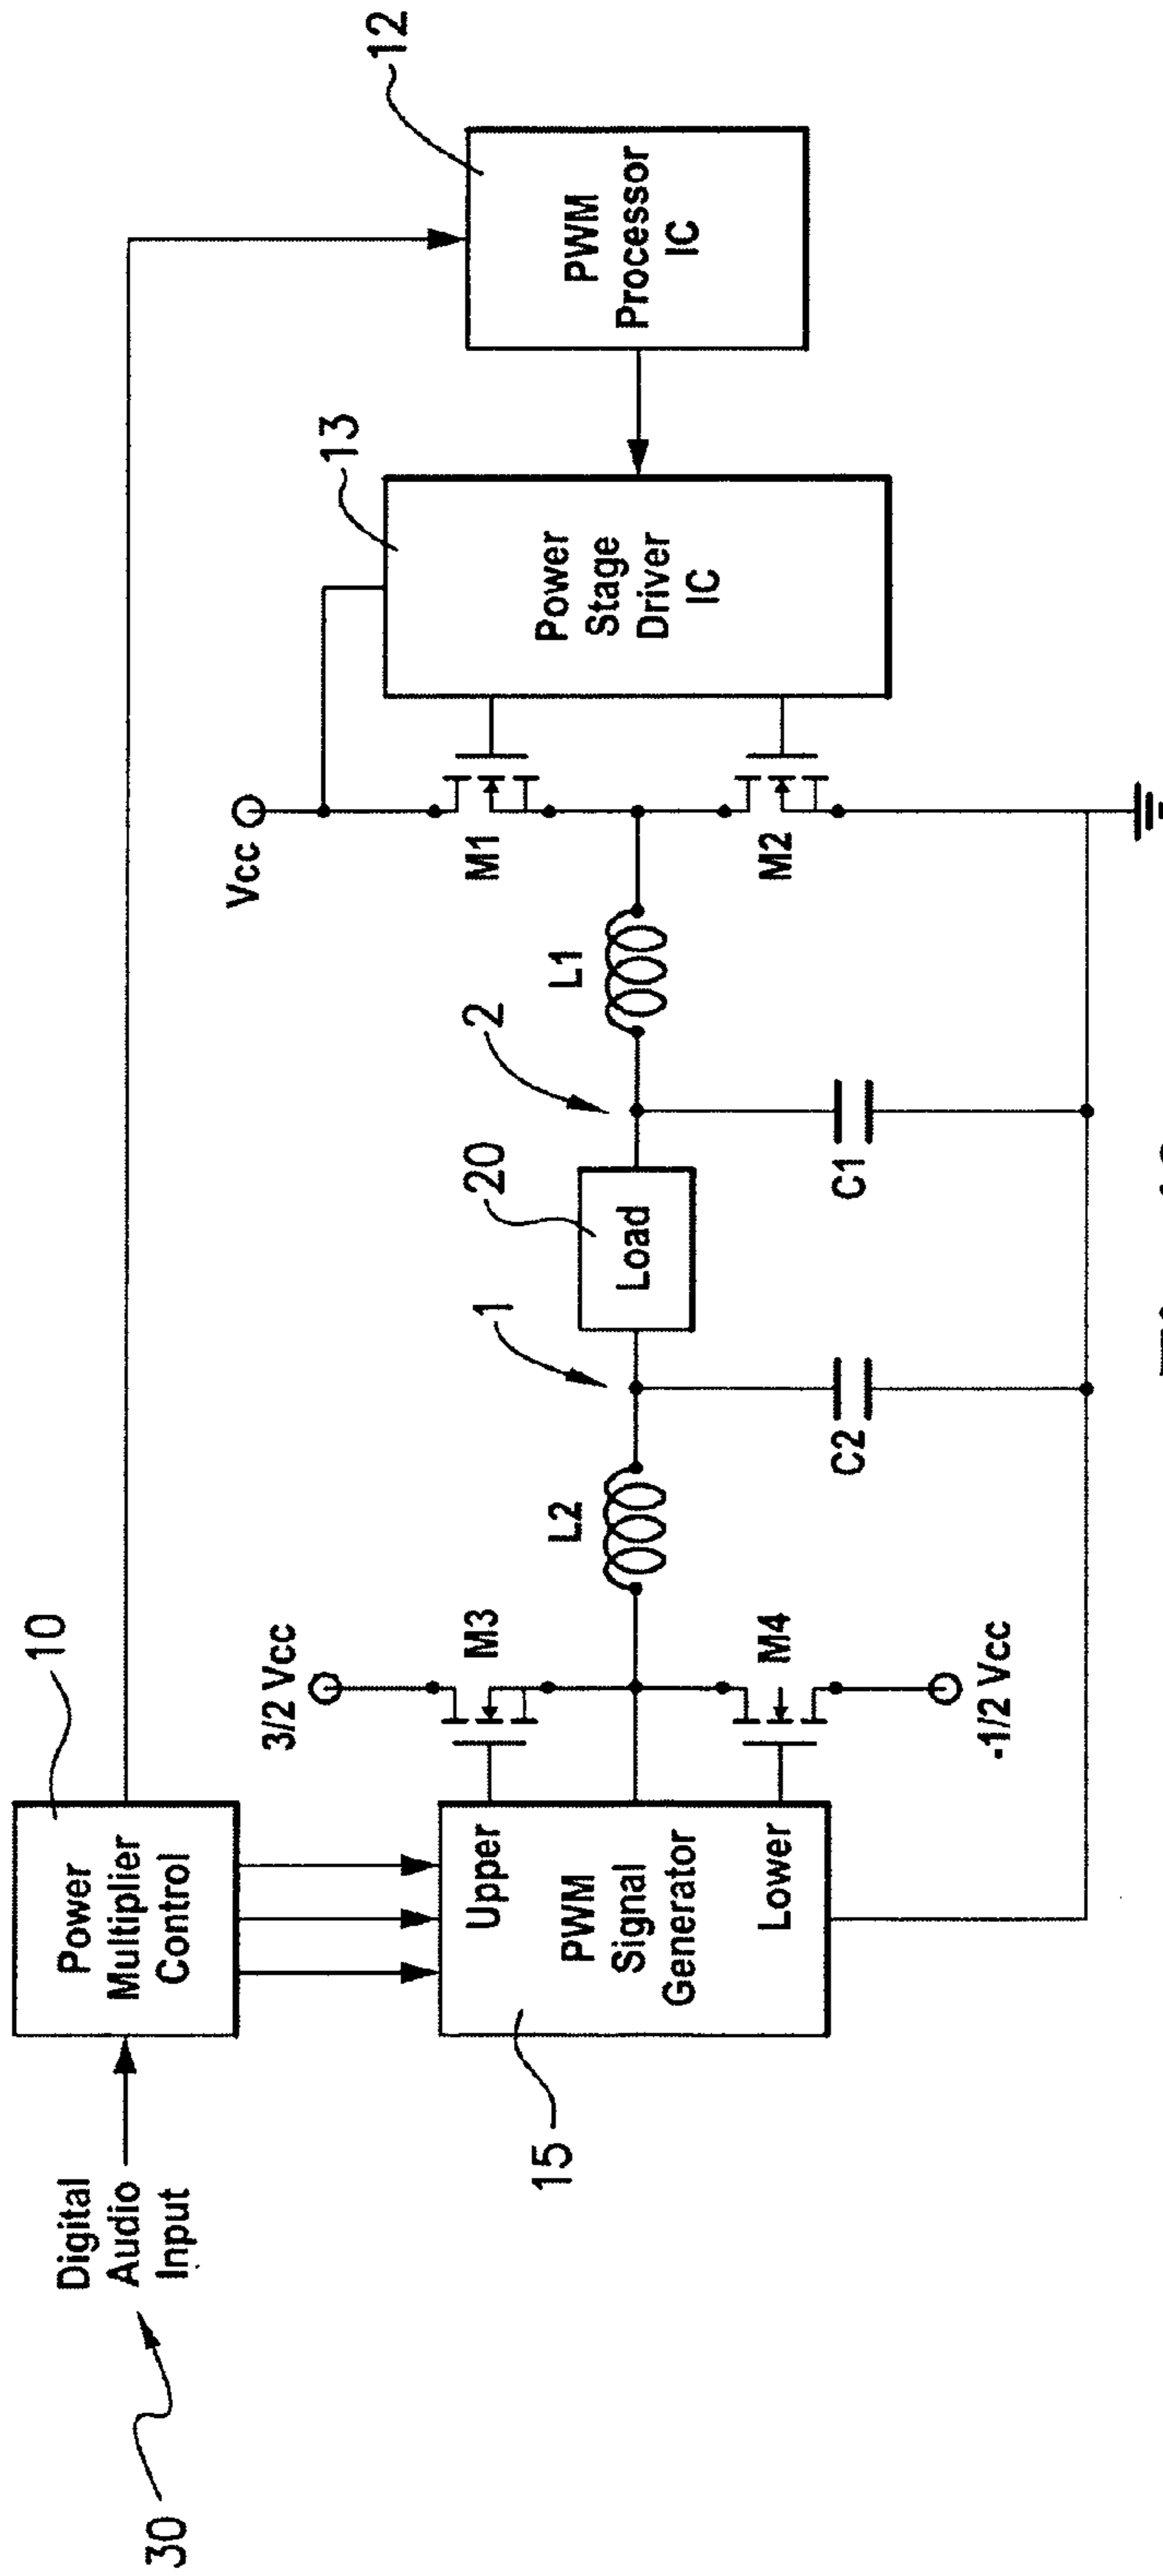 30
Digital
Audio
Input
10
Power
Multiplier
Control
15
Upper
PWM
Signal
Generator
Lower
3/2 Vcc
M3
M4
-1/2 Vcc
L2
1
C2
20
Load
2
C1
L1
Vcc
M1
M2
13
Power
Stage
Driver
IC
12
PWM
Processor
IC